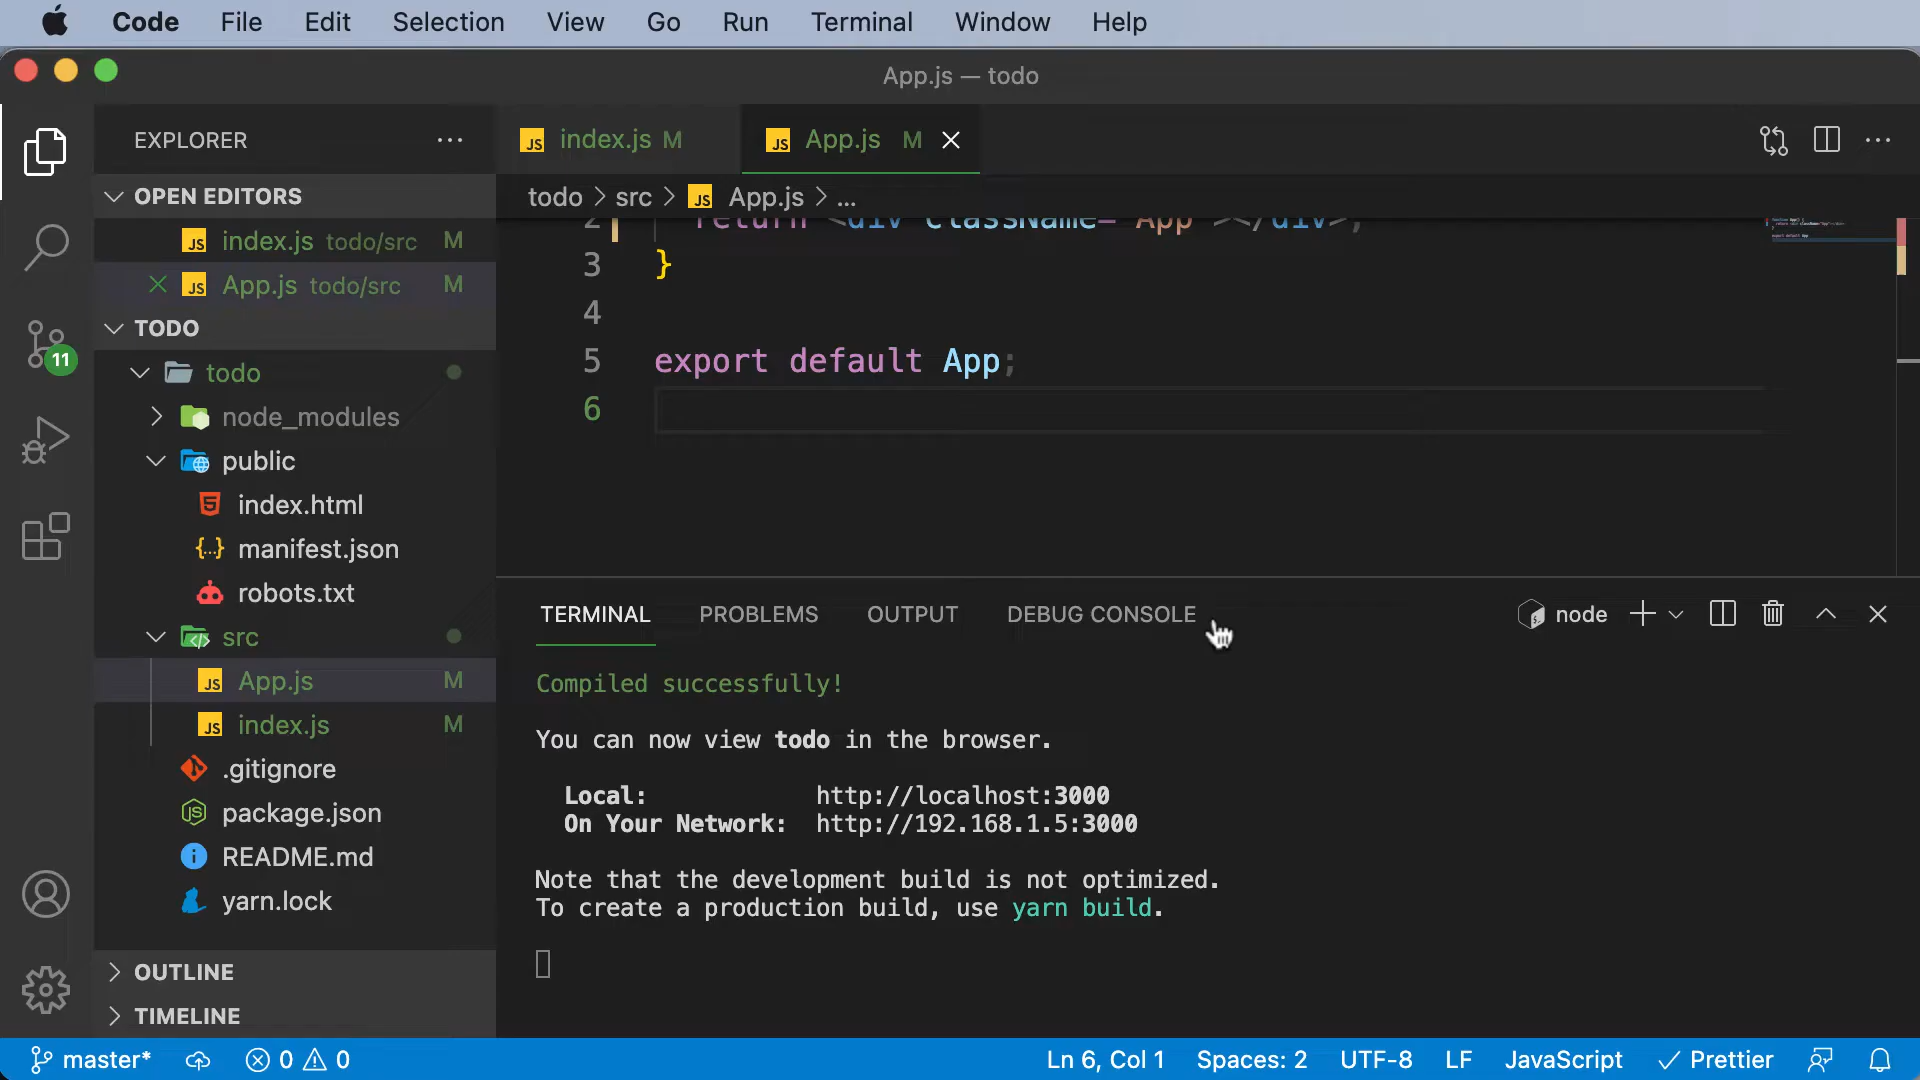 Code File Edit Selection View Go Run Terminal Window Help
App.js — todo
EXPLORER
index.js M
App.js M
OPEN EDITORS
todo > src > App.js > ...
index.js todo/src M
App.js todo/src M
TODO
todo
node_modules
public
index.html
manifest.json
robots.txt
src
App.js M
index.js M
.gitignore
package.json
README.md
yarn.lock
OUTLINE
TIMELINE
11
2 return <div className="App"></div>;
3 }
4
5 export default App;
6
TERMINAL PROBLEMS OUTPUT DEBUG CONSOLE
node
Compiled successfully!
You can now view todo in the browser.
Local: http://localhost:3000
On Your Network: http://192.168.1.5:3000
Note that the development build is not optimized.
To create a production build, use yarn build.
master* 0 0
Ln 6, Col 1 Spaces: 2 UTF-8 LF JavaScript Prettier